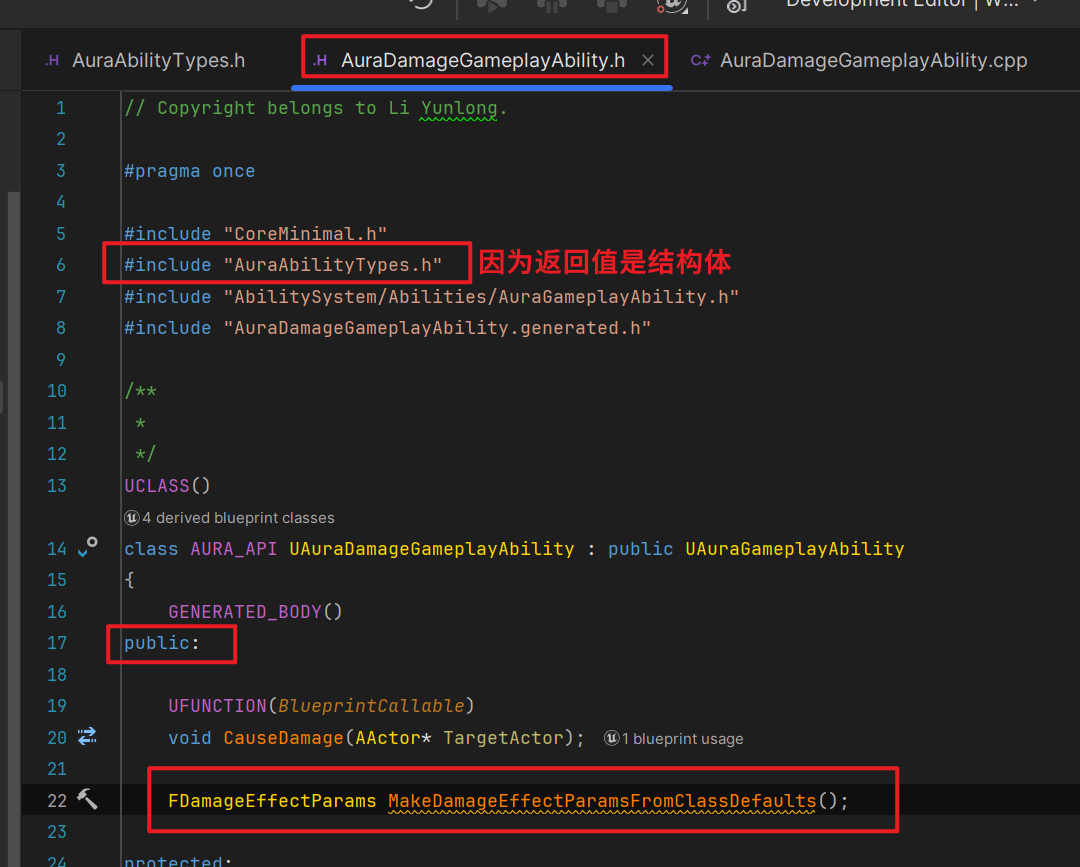 Development Editor | W...
.H AuraAbilityTypes.h .H AuraDamageGameplayAbility.h × C++ AuraDamageGameplayAbility.cpp
1 // Copyright belongs to Li Yunlong.
2
3 #pragma once
4
5 #include "CoreMinimal.h"
6 #include "AuraAbilityTypes.h" 因为返回值是结构体
7 #include "AbilitySystem/Abilities/AuraGameplayAbility.h"
8 #include "AuraDamageGameplayAbility.generated.h"
9
10 /**
11 *
12 */
13 UCLASS()
4 derived blueprint classes
14 class AURA_API UAuraDamageGameplayAbility : public UAuraGameplayAbility
15 {
16 GENERATED_BODY()
17 public:
18
19 UFUNCTION(BlueprintCallable)
20 void CauseDamage(AActor* TargetActor); 1 blueprint usage
21
22 FDamageEffectParams MakeDamageEffectParamsFromClassDefaults();
23
24 protected: